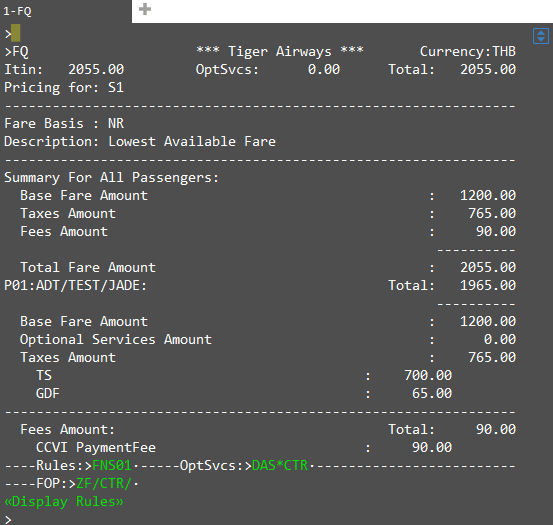 1-FQ
>
>FQ *** Tiger Airways *** Currency:THB
Itin: 2055.00 OptSvcs: 0.00 Total: 2055.00
Pricing for: S1
-----------------------------------------------------------------
Fare Basis : NR
Description: Lowest Available Fare
-----------------------------------------------------------------
Summary For All Passengers:
Base Fare Amount : 1200.00
Taxes Amount : 765.00
Fees Amount : 90.00
----------
Total Fare Amount : 2055.00
P01:ADT/TEST/JADE: Total: 1965.00
----------
Base Fare Amount : 1200.00
Optional Services Amount : 0.00
Taxes Amount : 765.00
TS : 700.00
GDF : 65.00
-----------------------------------------------------------------
Fees Amount: Total: 90.00
CCVI PaymentFee : 90.00
----Rules:>FNS01·-----OptSvcs:>DAS*CTR·-------------------------
----FOP:>ZF/CTR/·
«Display Rules»
>